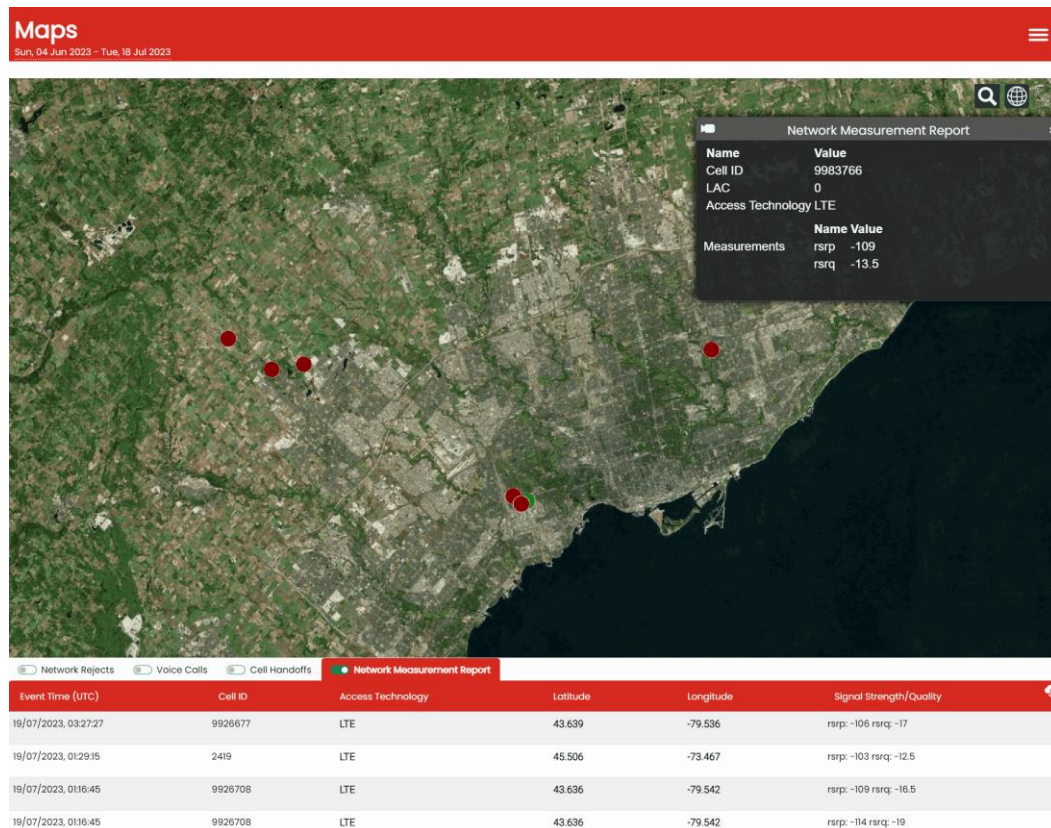 Maps
Sun, 04 Jun 2023 - Tue, 18 Jul 2023
Network Measurement Report
Name Value
Cell ID 9983766
LAC 0
Access Technology LTE
Name Value
Measurements rsrp -109
rsrq -13.5
Network Rejects Voice Calls Cell Handoffs Network Measurement Report
Event Time (UTC) Cell ID Access Technology Latitude Longitude Signal Strength/Quality
19/07/2023, 03:27:27 9926677 LTE 43.639 -79.536 rsrp: -106 rsrq: -17
19/07/2023, 01:29:15 2419 LTE 45.506 -73.467 rsrp: -103 rsrq: -12.5
19/07/2023, 01:16:45 9926708 LTE 43.636 -79.542 rsrp: -109 rsrq: -16.5
19/07/2023, 01:16:45 9926708 LTE 43.636 -79.542 rsrp: -114 rsrq: -19